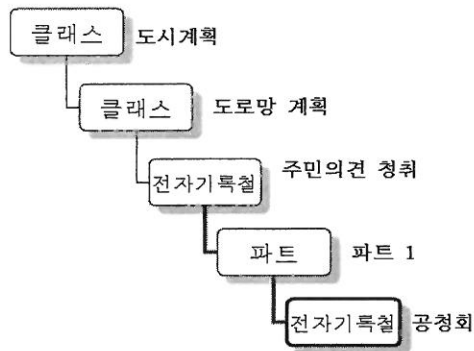 클래스 도시계획
클래스 도로망 계획
전자기록철 주민의견 청취
파트 파트 1
전자기록철 공청회